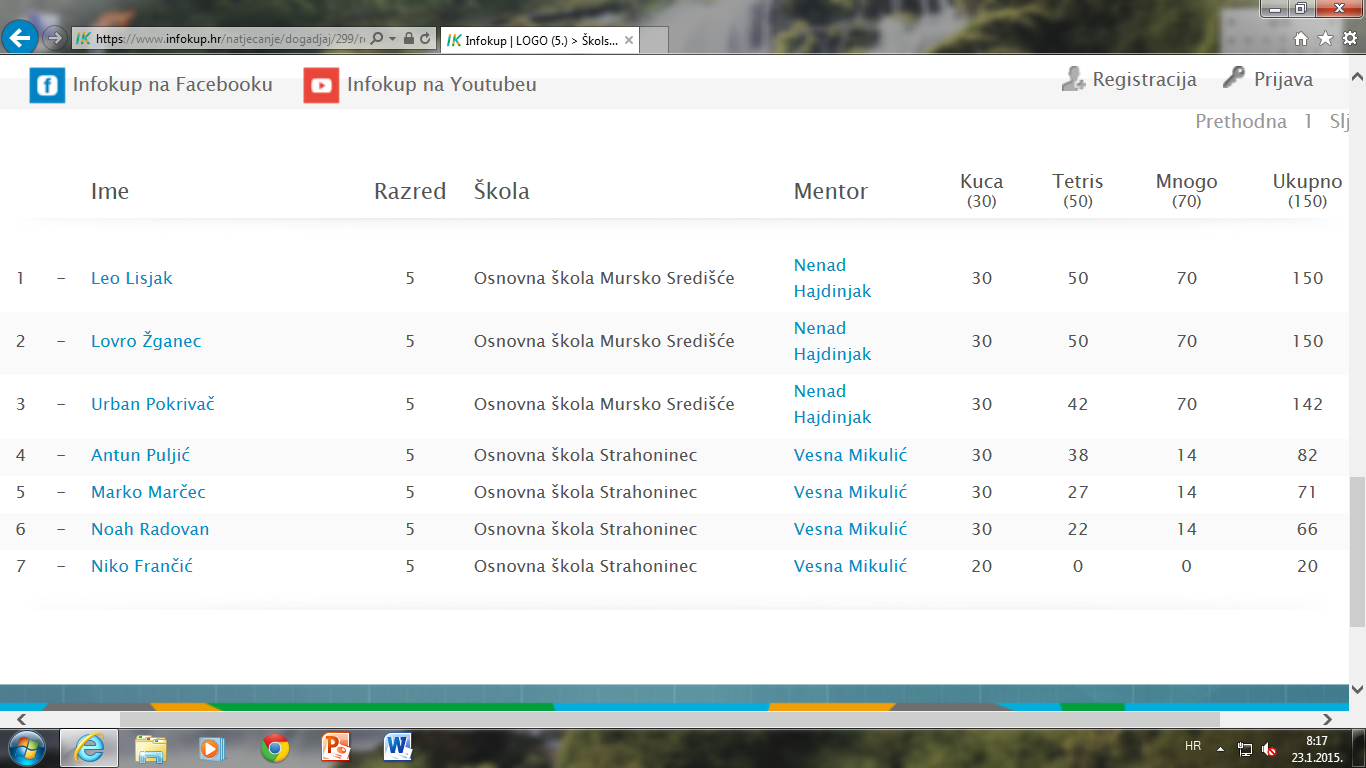 https://www.infokup.hr/natjecanje/dogadjaj/299/r
Infokup | LOGO (5.) > Škols...
Infokup na Facebooku Infokup na Youtubeu Registracija Prijava
Prethodna 1 Slj
Ime Razred Škola Mentor Kuca (30) Tetris (50) Mnogo (70) Ukupno (150)
1 – Leo Lisjak 5 Osnovna škola Mursko Središće Nenad Hajdinjak 30 50 70 150
2 – Lovro Žganec 5 Osnovna škola Mursko Središće Nenad Hajdinjak 30 50 70 150
3 – Urban Pokrivač 5 Osnovna škola Mursko Središće Nenad Hajdinjak 30 42 70 142
4 – Antun Puljić 5 Osnovna škola Strahoninec Vesna Mikulić 30 38 14 82
5 – Marko Marčec 5 Osnovna škola Strahoninec Vesna Mikulić 30 27 14 71
6 – Noah Radovan 5 Osnovna škola Strahoninec Vesna Mikulić 30 22 14 66
7 – Niko Frančić 5 Osnovna škola Strahoninec Vesna Mikulić 20 0 0 20
HR 8:17
23.1.2015.